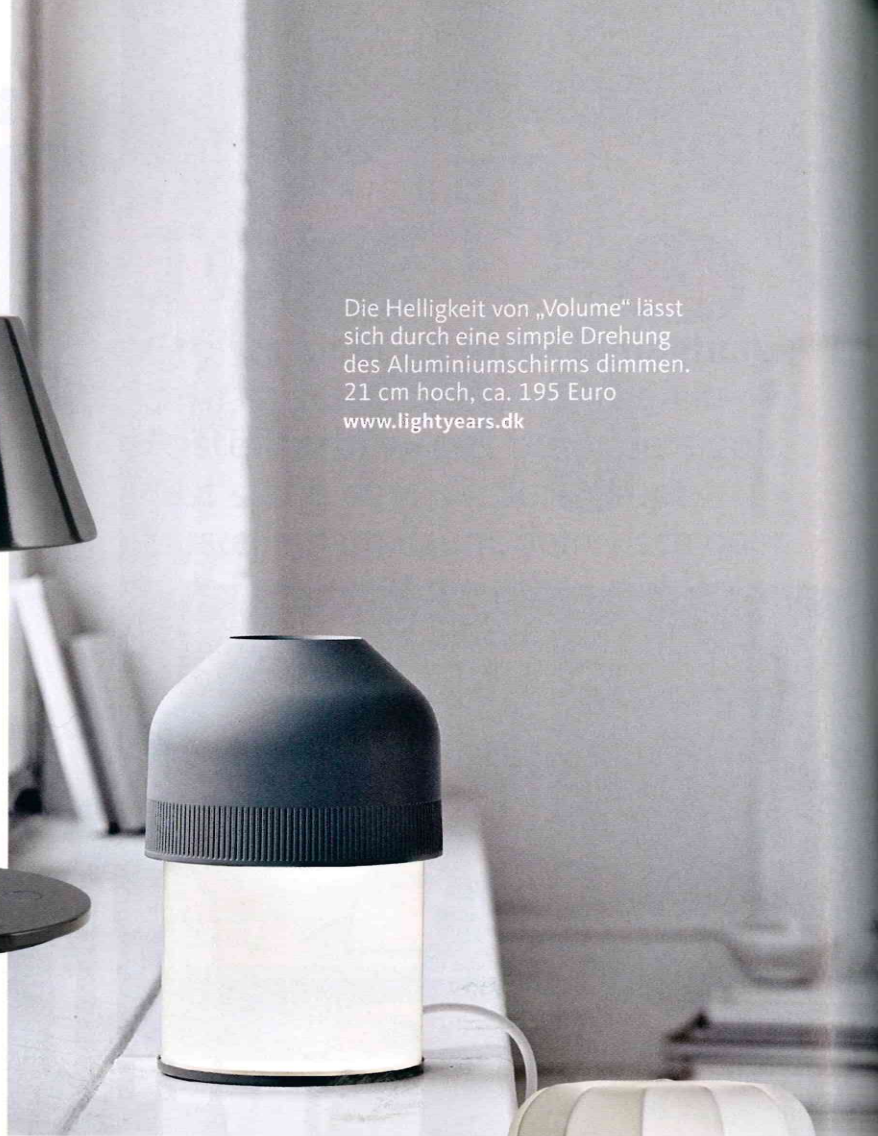 Die Helligkeit von „Volume“ lässt
sich durch eine simple Drehung
des Aluminiumschirms dimmen.
21 cm hoch, ca. 195 Euro
www.lightyears.dk